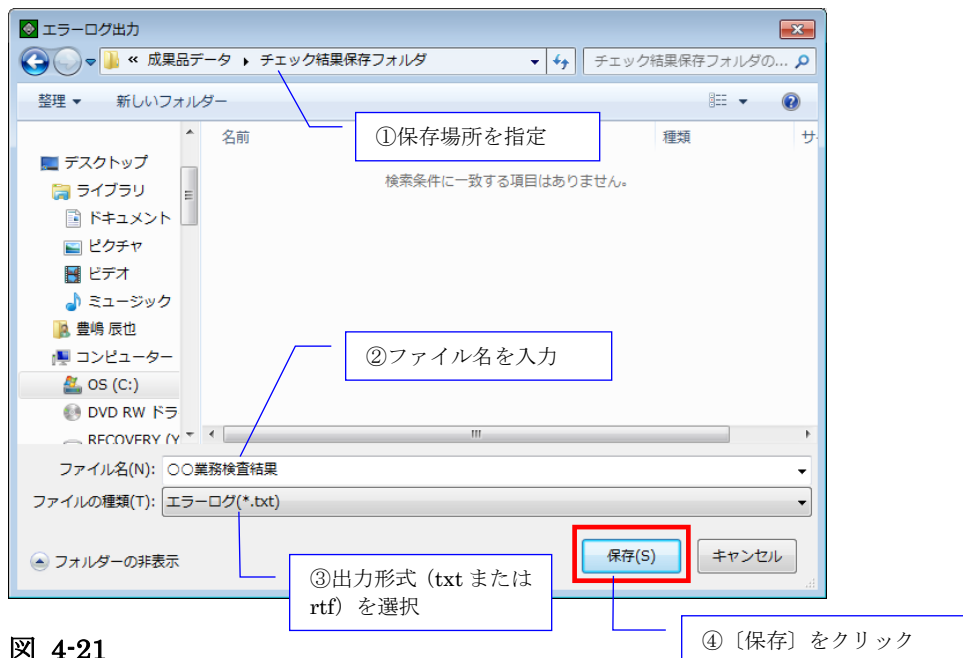 エラーログ出力
« 成果品データ ▸ チェック結果保存フォルダ
チェック結果保存フォルダの...
整理 ▼ 新しいフォルダー
名前
種類
サ
①保存場所を指定
検索条件に一致する項目はありません。
デスクトップ
ライブラリ
ドキュメント
ピクチャ
ビデオ
ミュージック
豊嶋 辰也
コンピューター
OS (C:)
DVD RW ドラ
RECOVERY (Y
②ファイル名を入力
ファイル名(N): 〇〇業務検査結果
ファイルの種類(T): エラーログ(*.txt)
フォルダーの非表示
保存(S)
キャンセル
③出力形式（txt または
rtf）を選択
④〔保存〕をクリック
図 4-21